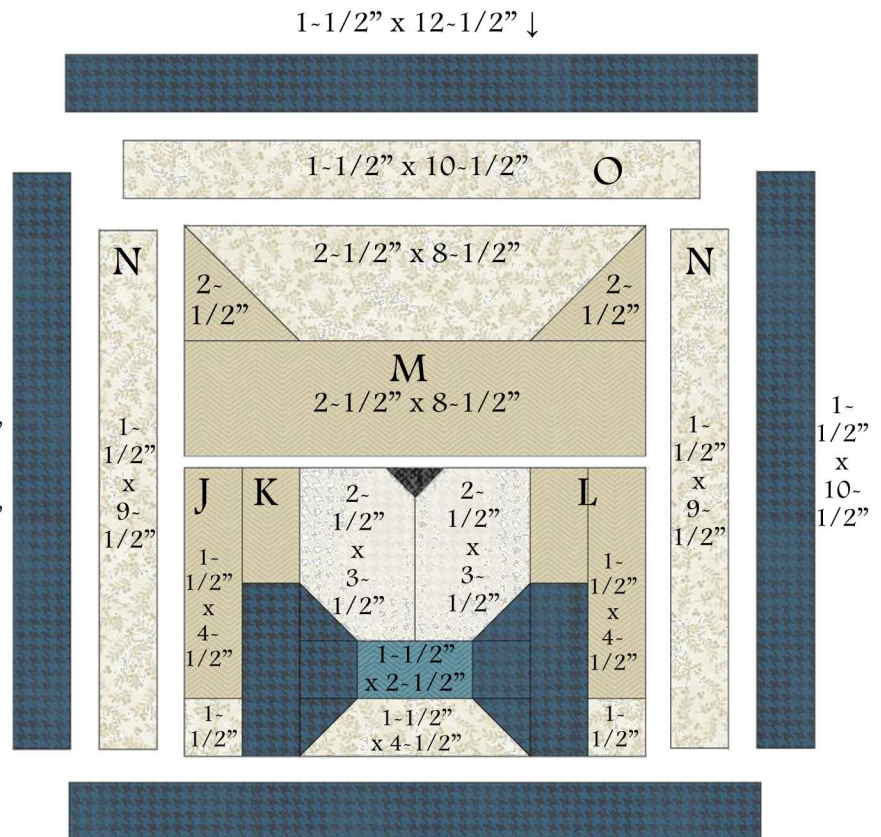 1~1/2” x 12~1/2” ↓
1~1/2” x 10~1/2” O
N
2~1/2” x 8~1/2”
N
2~
1/2”
2~
1/2”
M
2~1/2” x 8~1/2”
1~
1/2”
x
9~
1/2”
1~
1/2”
x
9~
1/2”
1~
1/2”
x
10~
1/2”
J K
L
2~
1/2”
x
3~
1/2”
2~
1/2”
x
3~
1/2”
1~
1/2”
x
4~
1/2”
1~
1/2”
x
4~
1/2”
1~1/2”
x 2~1/2”
1~
1/2”
1~1/2”
x 4~1/2”
1~
1/2”